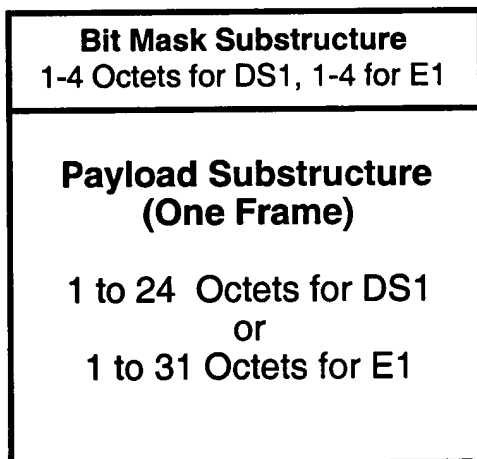 Bit Mask Substructure
1-4 Octets for DS1, 1-4 for E1
Payload Substructure
(One Frame)
1 to 24 Octets for DS1
or
1 to 31 Octets for E1